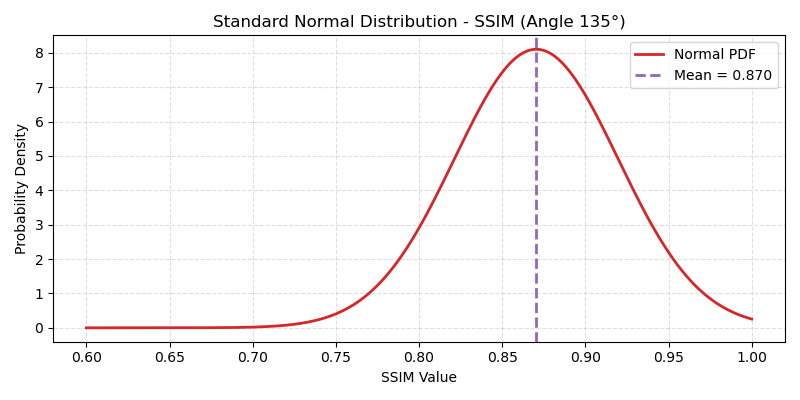 Standard Normal Distribution - SSIM (Angle 135°)
Normal PDF
Mean = 0.870
Probability Density
8
7
6
5
4
3
2
1
0
0.60 0.65 0.70 0.75 0.80 0.85 0.90 0.95 1.00
SSIM Value